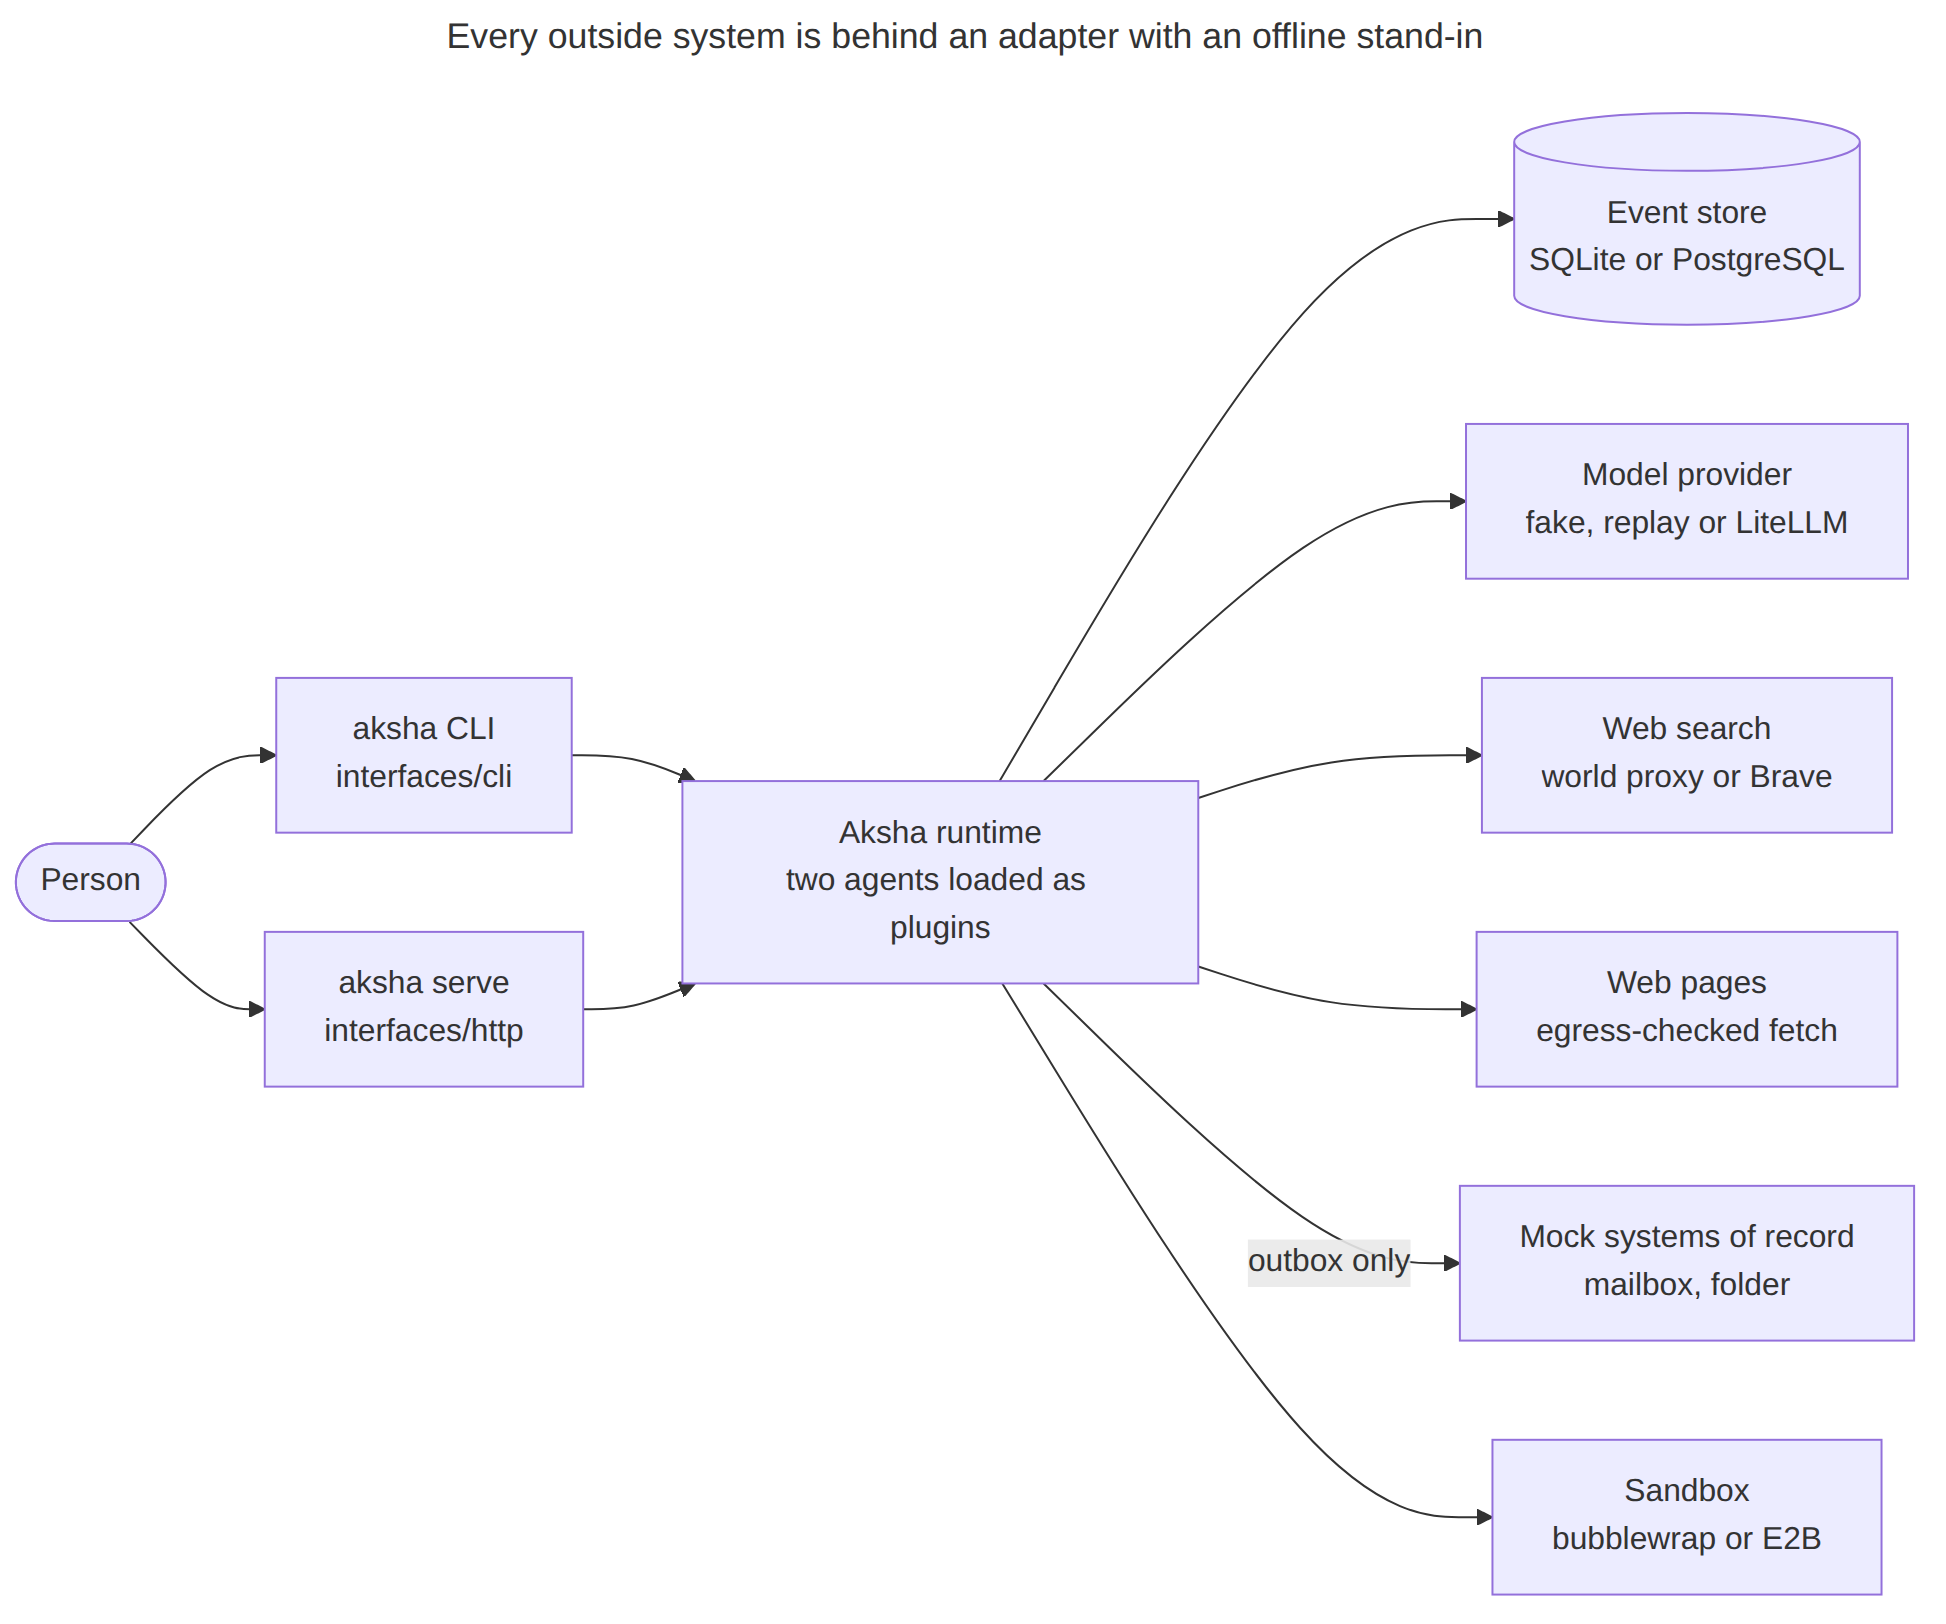 Every outside system is behind an adapter with an offline stand-in
Person
aksha CLI
interfaces/cli
aksha serve
interfaces/http
Aksha runtime
two agents loaded as
plugins
outbox only
Event store
SQLite or PostgreSQL
Model provider
fake, replay or LiteLLM
Web search
world proxy or Brave
Web pages
egress-checked fetch
Mock systems of record
mailbox, folder
Sandbox
bubblewrap or E2B